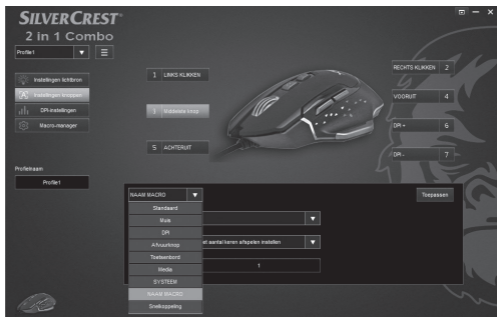 SILVERCREST®
2 in 1 Combo
Profile1
Instellingen lichtbron
Instellingen knoppen
DPI-instellingen
Macro-manager
Profielnaam
Profile1
1 LINKS KLIKKEN
3 Middelste knop
5 ACHTERUIT
RECHTS KLIKKEN 2
VOORUIT 4
DPI + 6
DPI - 7
NAAM MACRO
Toepassen
Standaard
Muis
DPI
Afvuurknop
Toetsenbord
Media
SYSTEEM
NAAM MACRO
Snelkoppeling
et aantal keren afspelen instellen
1